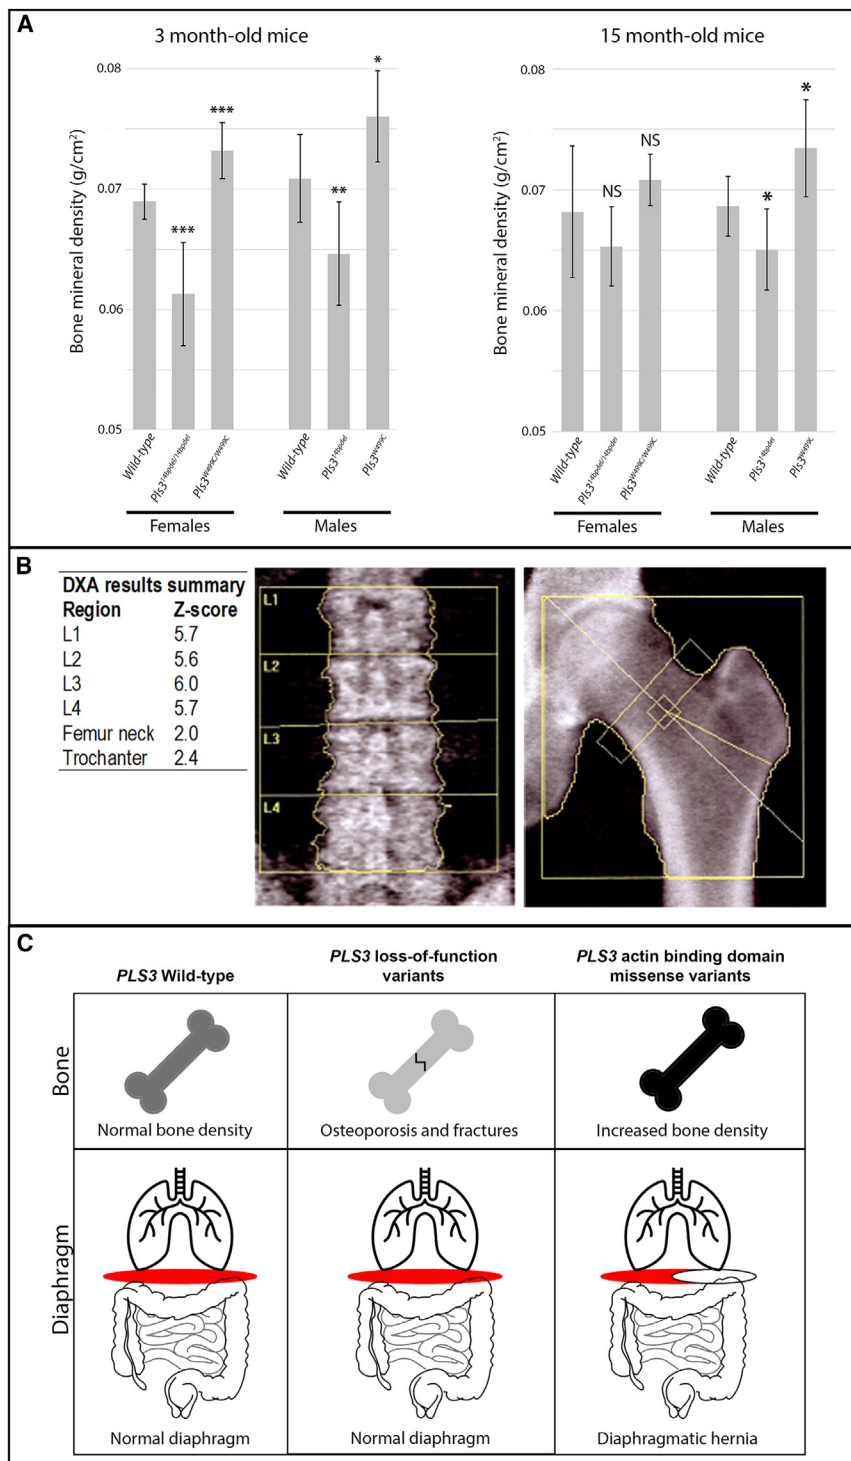 A
3 month-old mice
15 month-old mice
Bone mineral density (g/cm²)
0.08
0.07
0.06
0.05
***
***
**
*
Wild-type
Pls3^14bpdel/14bpdel
Pls3^W499C/W499C
Wild-type
Pls3^14bpdel
Pls3^W499C
Females
Males
Bone mineral density (g/cm²)
0.08
0.07
0.06
0.05
NS
NS
*
*
Wild-type
Pls3^14bpdel/14bpdel
Pls3^W499C/W499C
Wild-type
Pls3^14bpdel
Pls3^W499C
Females
Males
B
DXA results summary
Region Z-score
L1 5.7
L2 5.6
L3 6.0
L4 5.7
Femur neck 2.0
Trochanter 2.4
L1
L2
L3
L4
C
PLS3 Wild-type
PLS3 loss-of-function
variants
PLS3 actin binding domain
missense variants
Bone
Normal bone density
Osteoporosis and fractures
Increased bone density
Diaphragm
Normal diaphragm
Normal diaphragm
Diaphragmatic hernia